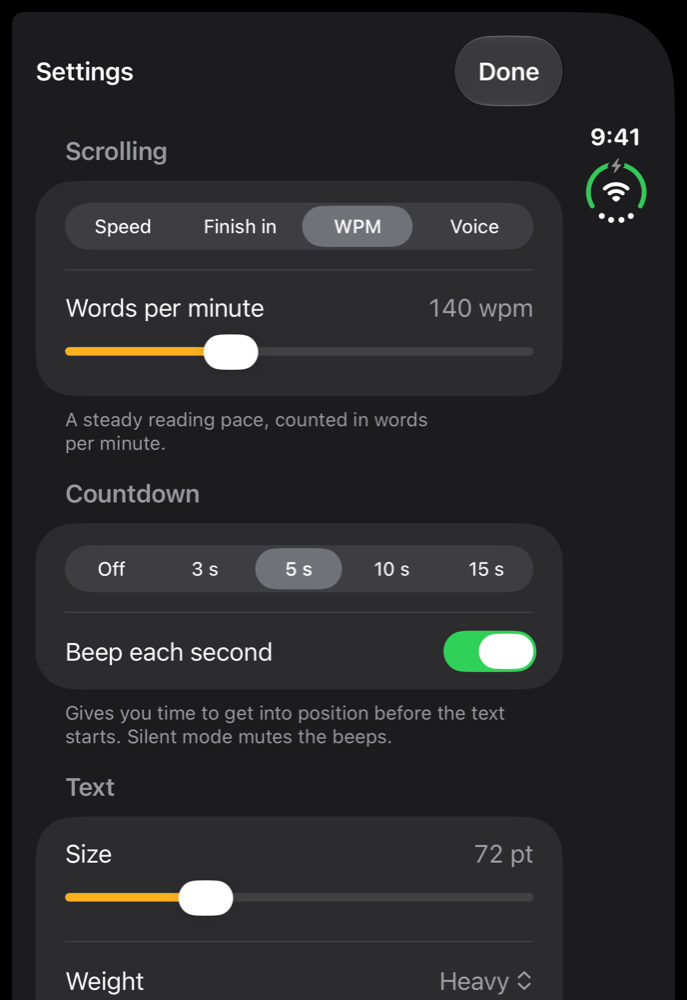 Settings
Done
9:41
Scrolling
Speed Finish in WPM Voice
Words per minute 140 wpm
A steady reading pace, counted in words
per minute.
Countdown
Off 3 s 5 s 10 s 15 s
Beep each second
Gives you time to get into position before the text
starts. Silent mode mutes the beeps.
Text
Size 72 pt
Weight Heavy